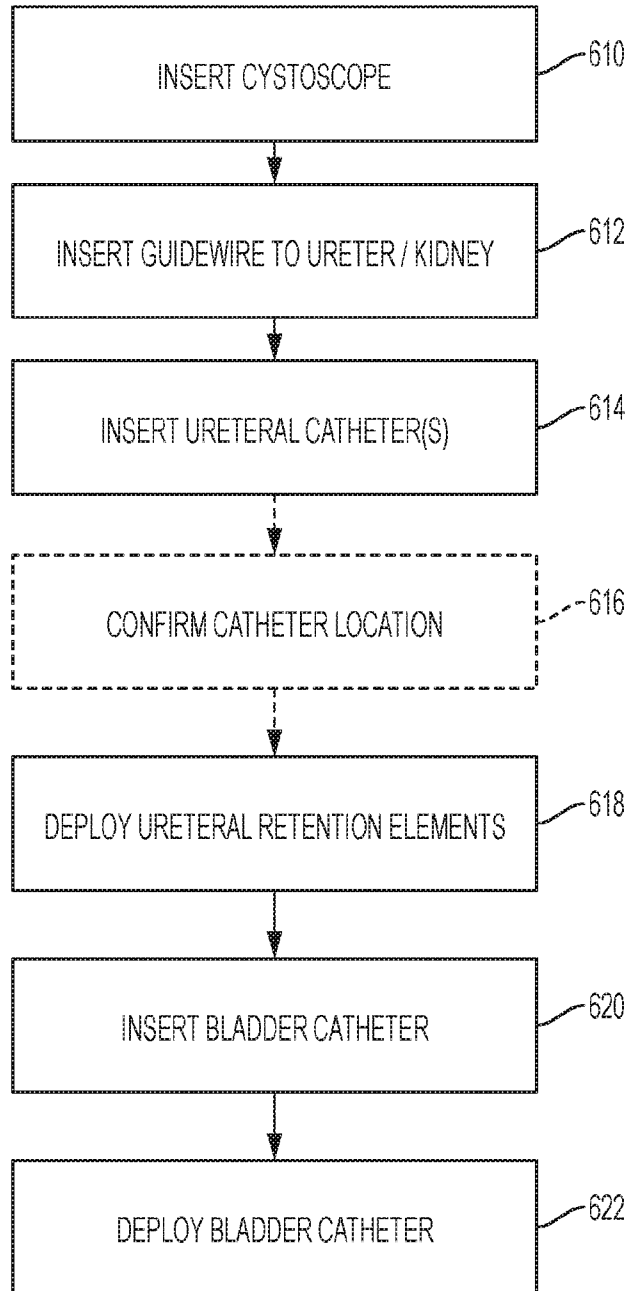 INSERT CYSTOSCOPE
610
INSERT GUIDEWIRE TO URETER / KIDNEY
612
INSERT URETERAL CATHETER(S)
614
CONFIRM CATHETER LOCATION
616
DEPLOY URETERAL RETENTION ELEMENTS
618
INSERT BLADDER CATHETER
620
DEPLOY BLADDER CATHETER
622